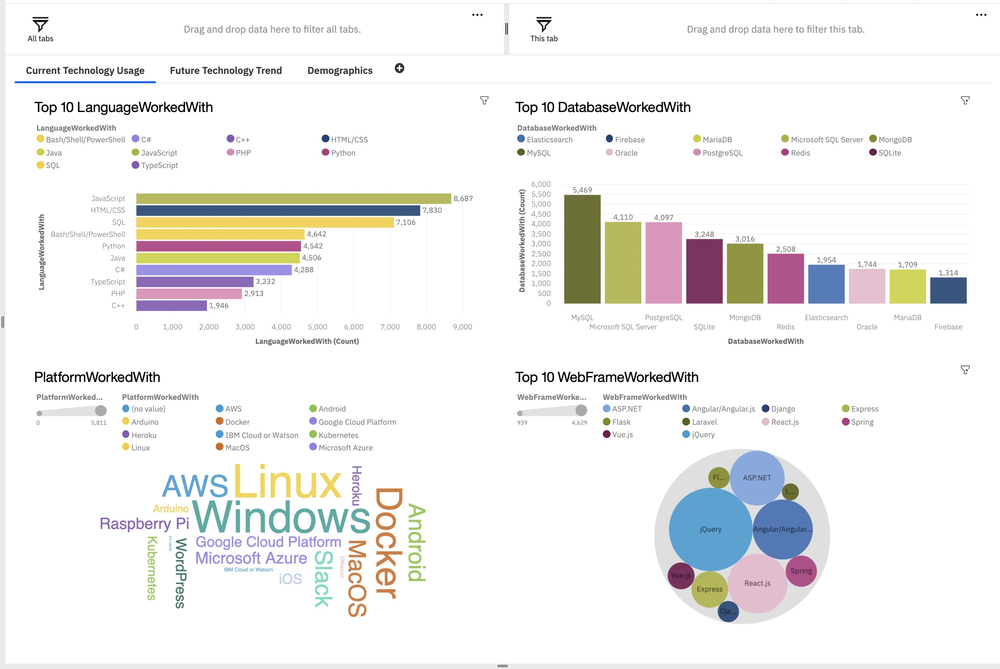 All tabs
Drag and drop data here to filter all tabs.
This tab
Drag and drop data here to filter this tab.
Current Technology Usage
Future Technology Trend
Demographics
Top 10 LanguageWorkedWith
LanguageWorkedWith
Bash/Shell/PowerShell C# C++ HTML/CSS
Java JavaScript PHP Python
SQL TypeScript
LanguageWorkedWith
JavaScript 8,687
HTML/CSS 7,830
SQL 7,106
Bash/Shell/PowerShell 4,642
Python 4,542
Java 4,506
C# 4,288
TypeScript 3,232
PHP 2,913
C++ 1,946
0 1,000 2,000 3,000 4,000 5,000 6,000 7,000 8,000 9,000
LanguageWorkedWith (Count)
Top 10 DatabaseWorkedWith
DatabaseWorkedWith
Elasticsearch Firebase MariaDB Microsoft SQL Server MongoDB
MySQL Oracle PostgreSQL Redis SQLite
DatabaseWorkedWith (Count)
6,000
5,500
5,000
4,500
4,000
3,500
3,000
2,500
2,000
1,500
1,000
500
0
5,469
4,110
4,097
3,248
3,016
2,508
1,954
1,744
1,709
1,314
MySQL PostgreSQL MongoDB Elasticsearch MariaDB
Microsoft SQL Server SQLite Redis Oracle Firebase
DatabaseWorkedWith
PlatformWorkedWith
PlatformWorked...
0 5,811
PlatformWorkedWith
(no value) AWS Android
Arduino Docker Google Cloud Platform
Heroku IBM Cloud or Watson Kubernetes
Linux MacOS Microsoft Azure
AWS
Linux
Heroku
Docker
Android
Arduino
Windows
Raspberry Pi
Kubernetes
(no value)
WordPress
Google Cloud Platform
Microsoft Azure
IBM Cloud or Watson
iOS
Slack
Other(s):
MacOS
Top 10 WebFrameWorkedWith
WebFrameWorke...
939 4,629
WebFrameWorkedWith
ASP.NET Angular/Angular.js Django Express
Flask Laravel React.js Spring
Vue.js jQuery
Fl...
ASP.NET
L...
jQuery
Angular/Angular...
Vue.js
Express
React.js
Spring
Dja...